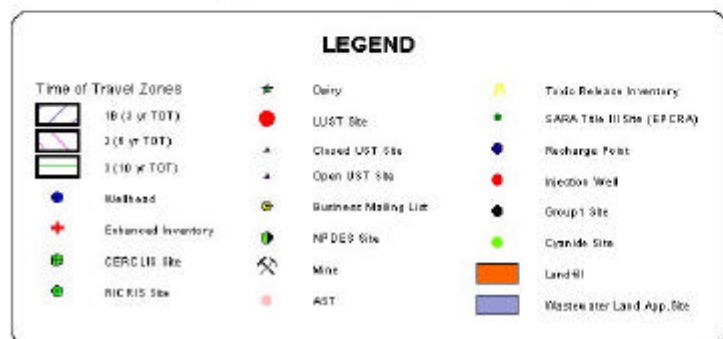 LEGEND
Time of Travel Zones
1B (3 yr TOT)
2 (6 yr TOT)
3 (10 yr TOT)
Wellhead
Enhanced Inventory
CERCLIS Site
RICRIS Site
Dairy
LUST Site
Closed UST Site
Open UST Site
Business Mailing List
NPDES Site
Mine
AST
Toxic Release Inventory
SARA Title III Site (EPCRA)
Recharge Point
Injection Well
Group1 Site
Cyanide Site
Landfill
Wastewater Land App. Site